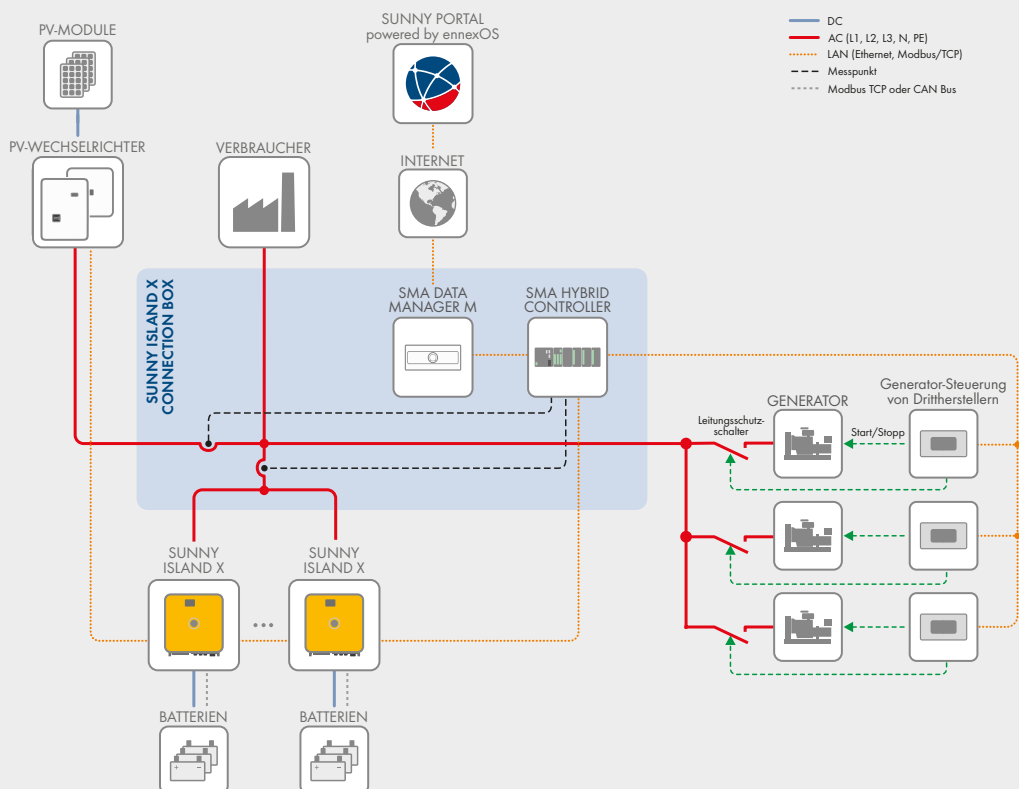 SUNNY PORTAL
powered by ennexOS
DC
AC (L1, L2, L3, N, PE)
LAN (Ethernet, Modbus/TCP)
Messpunkt
Modbus TCP oder CAN Bus
PV-MODULE
PV-WECHSELRICHTER
VERBRAUCHER
INTERNET
SUNNY ISLAND X
CONNECTION BOX
SMA DATA
MANAGER M
SMA HYBRID
CONTROLLER
Leitungsschutz-
schalter
GENERATOR
Start/Stopp
Generator-Steuerung
von Drittherstellern
SUNNY
ISLAND X
SUNNY
ISLAND X
BATTERIEN
BATTERIEN